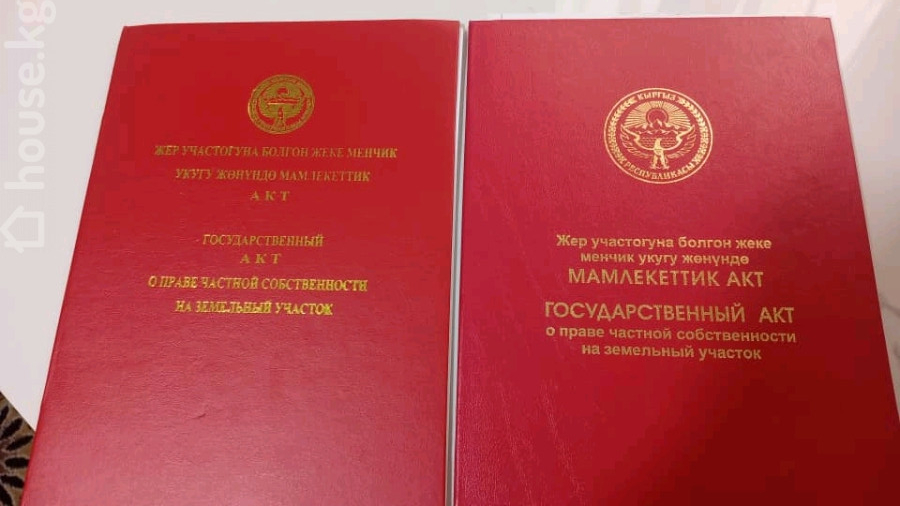 house.kg
ЖЕР УЧАСТОГУНА БОЛГОН ЖЕКЕ МЕНЧИК
УКУГУ ЖӨНҮНДӨ МАМЛЕКЕТТИК
АКТ
ГОСУДАРСТВЕННЫЙ
АКТ
О ПРАВЕ ЧАСТНОЙ СОБСТВЕННОСТИ
НА ЗЕМЕЛЬНЫЙ УЧАСТОК
КЫРГЫЗ
РЕСПУБЛИКАСЫ
Жер участогуна болгон жеке
менчик укугу жөнүндө
МАМЛЕКЕТТИК АКТ
ГОСУДАРСТВЕННЫЙ АКТ
о праве частной собственности
на земельный участок